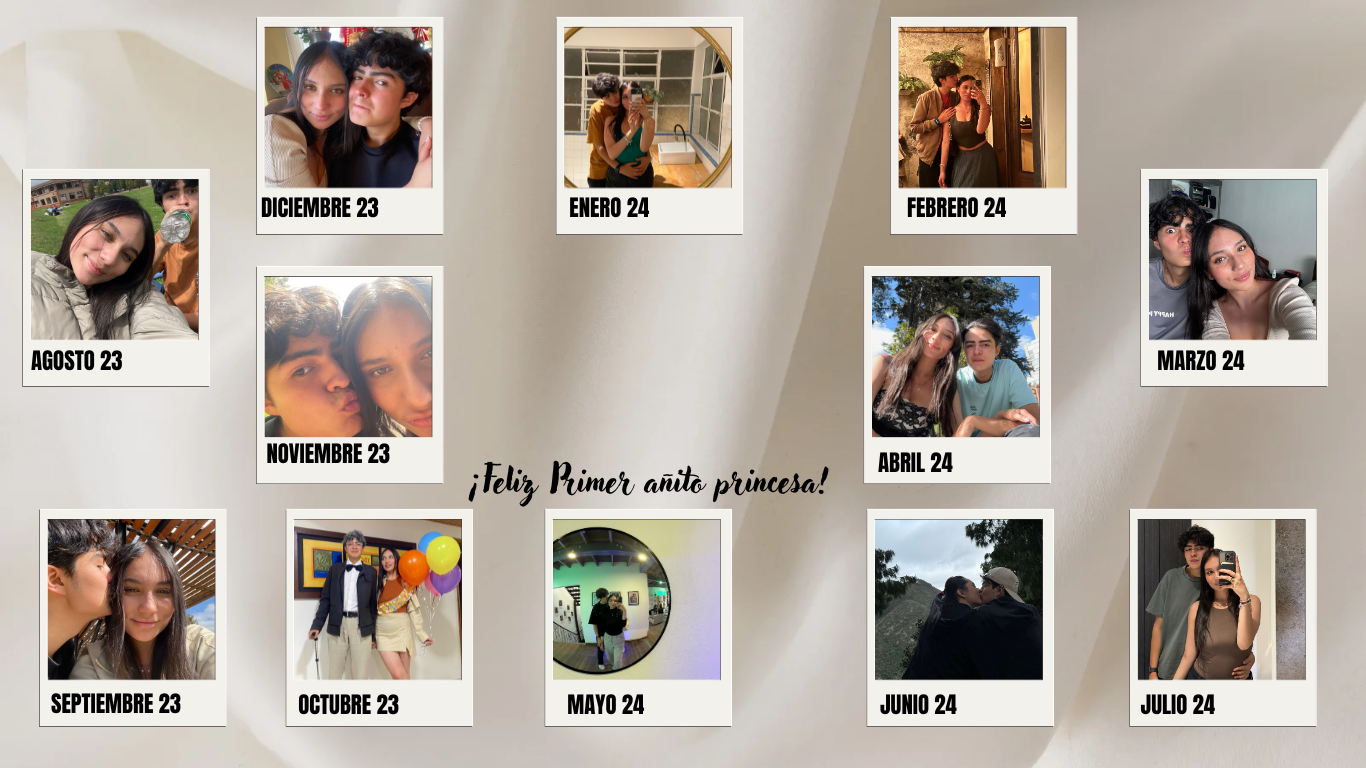 DICIEMBRE 23
ENERO 24
FEBRERO 24
AGOSTO 23
MARZO 24
NOVIEMBRE 23
ABRIL 24
¡Feliz Primer añito princesa!
SEPTIEMBRE 23
OCTUBRE 23
MAYO 24
JUNIO 24
JULIO 24